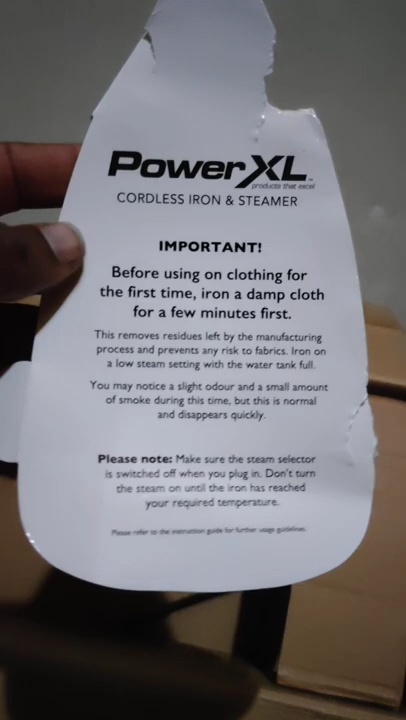 PowerXL™
products that excel
CORDLESS IRON & STEAMER
IMPORTANT!
Before using on clothing for
the first time, iron a damp cloth
for a few minutes first.
This removes residues left by the manufacturing
process and prevents any risk to fabrics. Iron on
a low steam setting with the water tank full.
You may notice a slight odour and a small amount
of smoke during this time, but this is normal
and disappears quickly.
Please note: Make sure the steam selector
is switched off when you plug in. Don't turn
the steam on until the iron has reached
your required temperature.
Please refer to the instruction guide for further usage guidelines.